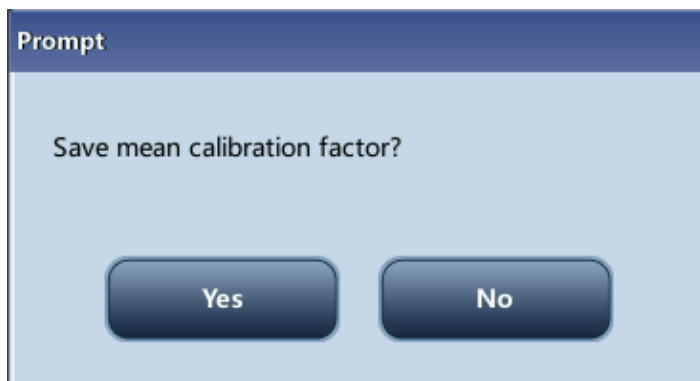 Prompt
Save mean calibration factor?
Yes No